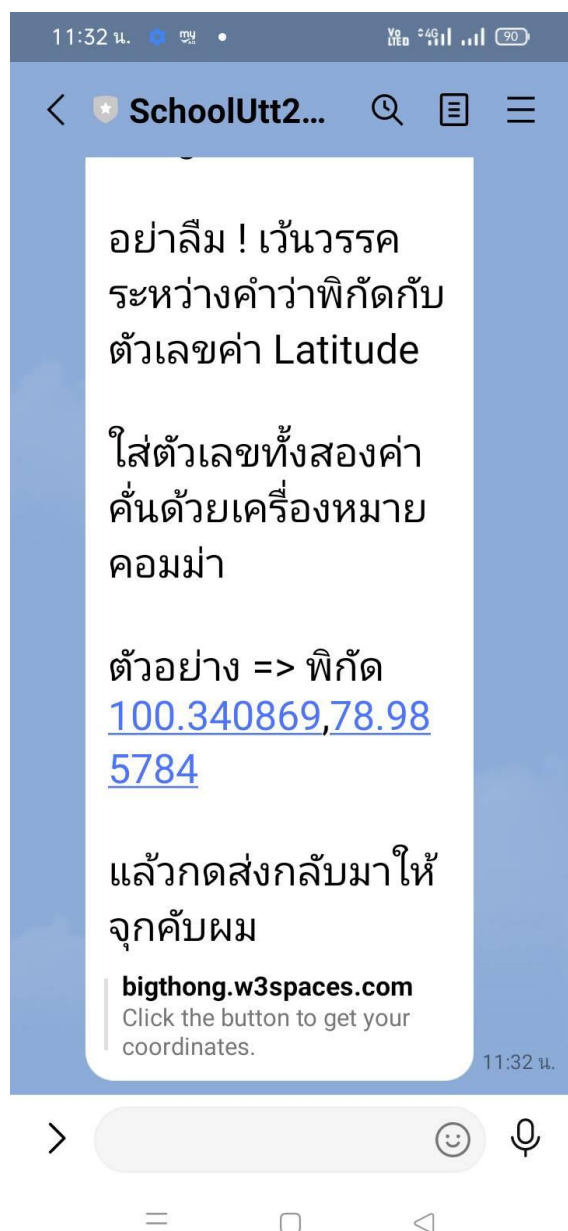 11:32 น.
VoLTED 4G 90
SchoolUtt2...
อย่าลืม ! เว้นวรรค
ระหว่างคำว่าพิกัดกับ
ตัวเลขค่า Latitude
ใส่ตัวเลขทั้งสองค่า
คั่นด้วยเครื่องหมาย
คอมม่า
ตัวอย่าง => พิกัด
100.340869,78.98
5784
แล้วกดส่งกลับมาให้
จุกคับผม
bigthong.w3spaces.com
Click the button to get your
coordinates.
11:32 น.